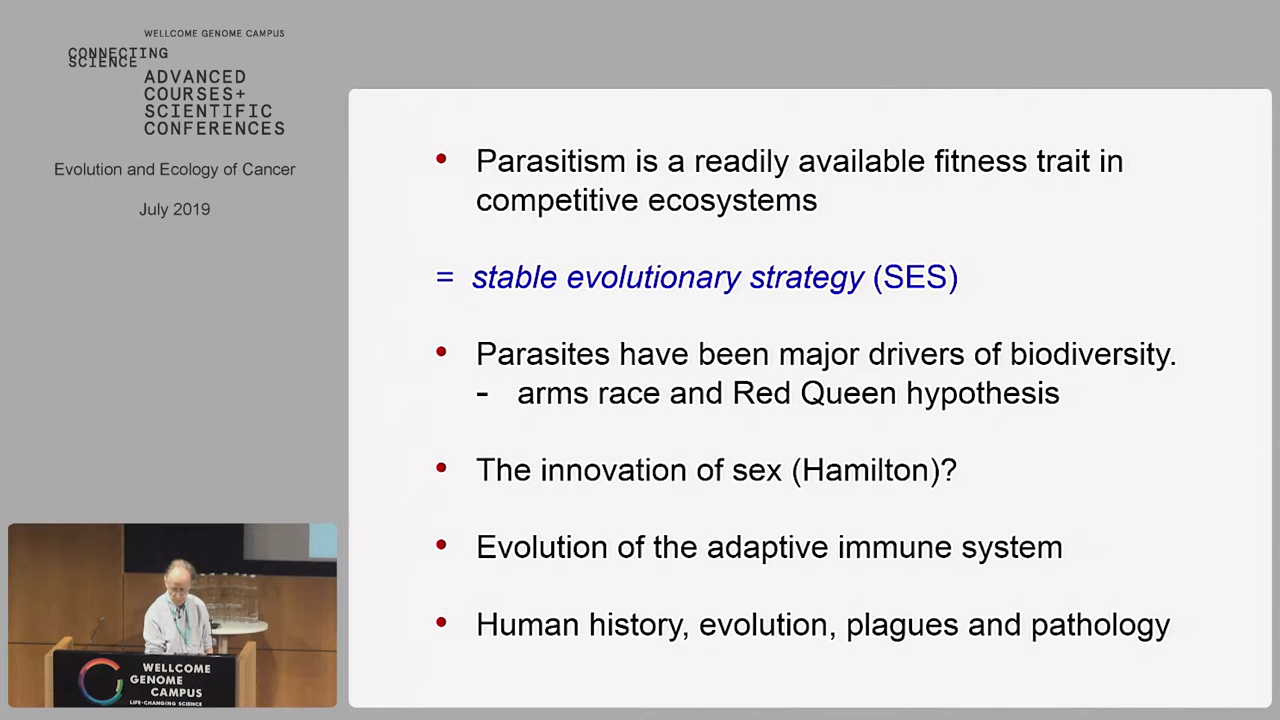 WELLCOME GENOME CAMPUS
CONNECTING
SCIENCE
ADVANCED
COURSES+
SCIENTIFIC
CONFERENCES
Evolution and Ecology of Cancer
July 2019
• Parasitism is a readily available fitness trait in
competitive ecosystems
= stable evolutionary strategy (SES)
• Parasites have been major drivers of biodiversity.
- arms race and Red Queen hypothesis
• The innovation of sex (Hamilton)?
• Evolution of the adaptive immune system
• Human history, evolution, plagues and pathology
WELLCOME
GENOME
CAMPUS
LIFE-CHANGING SCIENCE